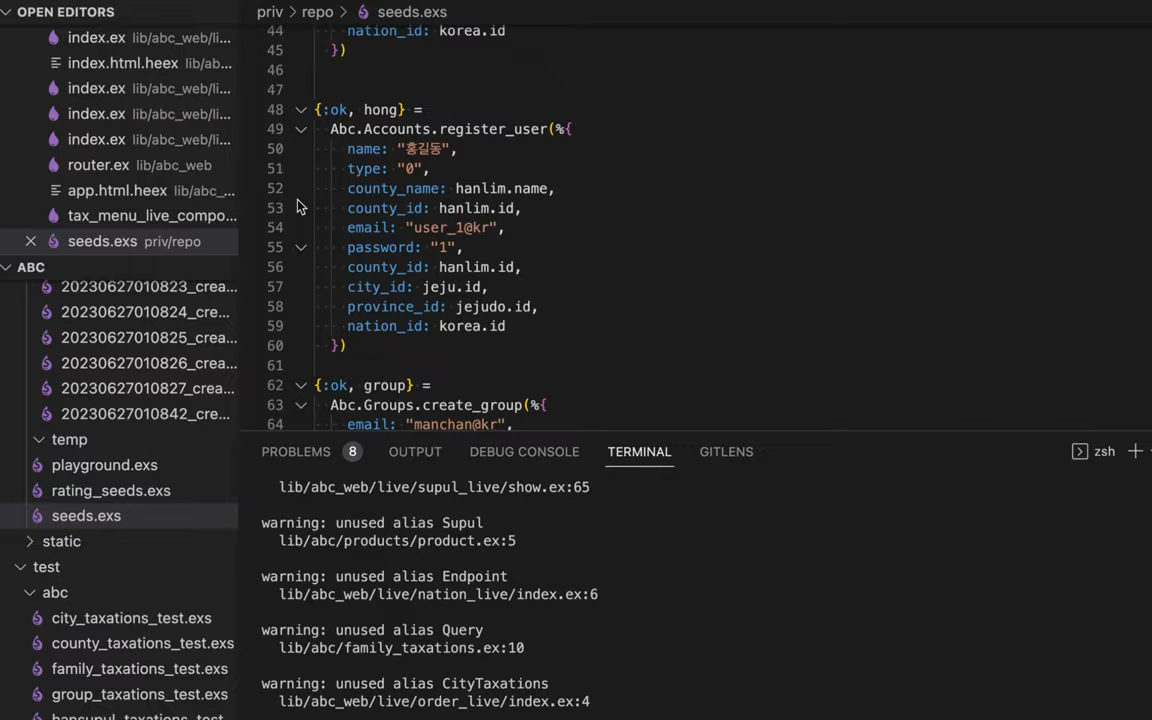 OPEN EDITORS
index.ex lib/abc_web/li...
index.html.heex lib/ab...
index.ex lib/abc_web/li...
index.ex lib/abc_web/li...
index.ex lib/abc_web/li...
router.ex lib/abc_web
app.html.heex lib/abc_...
tax_menu_live_compo...
seeds.exs priv/repo
ABC
20230627010823_crea...
20230627010824_cre...
20230627010825_crea...
20230627010826_crea...
20230627010827_crea...
20230627010842_cre...
temp
playground.exs
rating_seeds.exs
seeds.exs
static
test
abc
city_taxations_test.exs
county_taxations_test.exs
family_taxations_test.exs
group_taxations_test.exs
hansupul_taxations_test
priv > repo > seeds.exs
44 nation_id: korea.id
45 })
46
47
48 {:ok, hong} =
49 Abc.Accounts.register_user(%{
50 name: "홍길동",
51 type: "0",
52 county_name: hanlim.name,
53 county_id: hanlim.id,
54 email: "user_1@kr",
55 password: "1",
56 county_id: hanlim.id,
57 city_id: jeju.id,
58 province_id: jejudo.id,
59 nation_id: korea.id
60 })
61
62 {:ok, group} =
63 Abc.Groups.create_group(%{
64 email: "manchan@kr",
PROBLEMS 8 OUTPUT DEBUG CONSOLE TERMINAL GITLENS zsh
lib/abc_web/live/supul_live/show.ex:65
warning: unused alias Supul
lib/abc/products/product.ex:5
warning: unused alias Endpoint
lib/abc_web/live/nation_live/index.ex:6
warning: unused alias Query
lib/abc/family_taxations.ex:10
warning: unused alias CityTaxations
lib/abc_web/live/order_live/index.ex:4